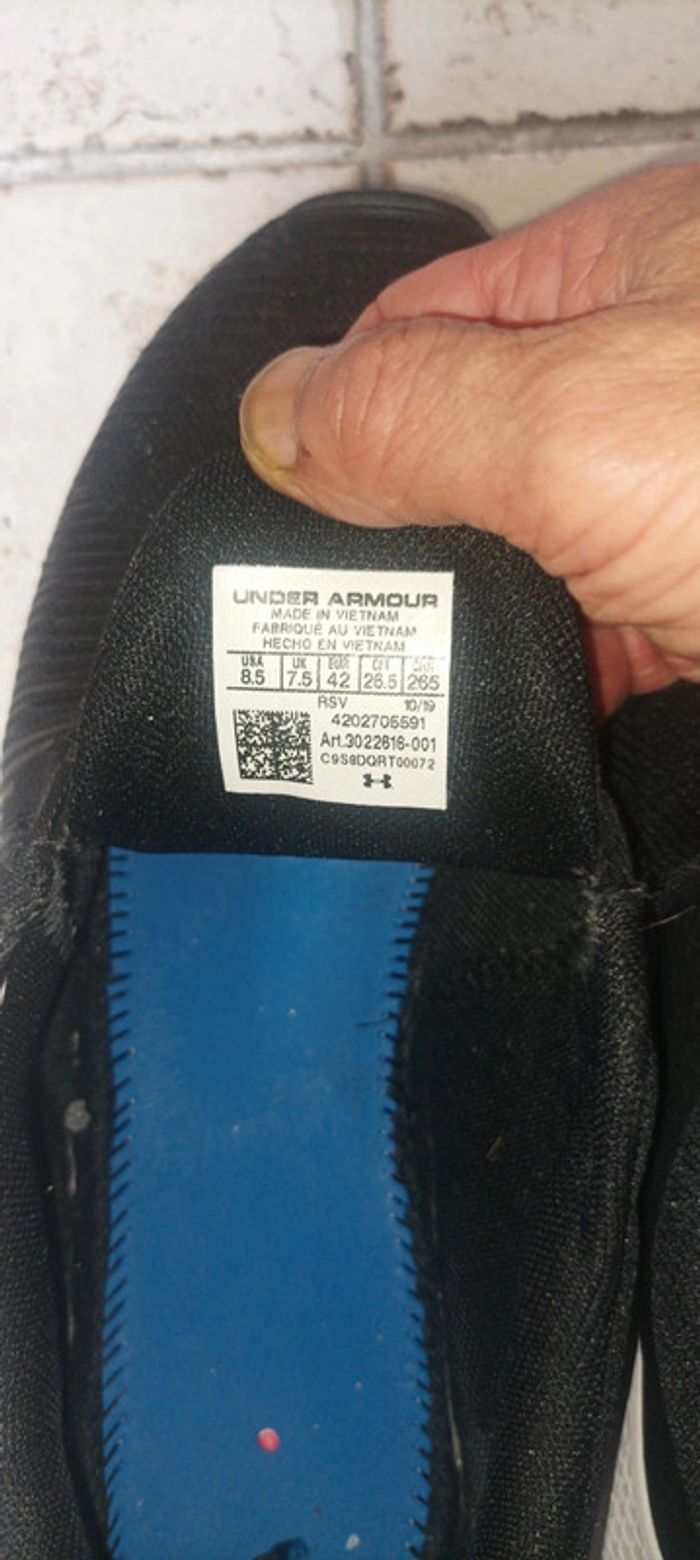 UNDER ARMOUR
MADE IN VIETNAM
FABRIQUÉ AU VIETNAM
HECHO EN VIETNAM
USA UK EUR CM
8.5 7.5 42 26.5 265
RSV 10/19
4202705591
Art.3022616-001
C9S8DQRT00072